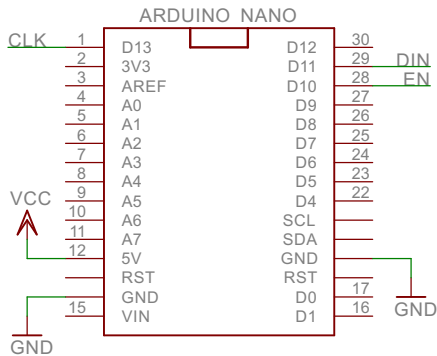 ARDUINO NANO
CLK 1 D13 D12 30
2 3V3 D11 29 DIN
3 AREF D10 28 EN
4 A0 D9 27
5 A1 D8 26
6 A2 D7 25
7 A3 D6 24
8 A4 D5 23
VCC 9 A5 D4 22
10 A6 SCL
11 A7 SDA
12 5V GND
RST RST
GND D0 17 GND
15 VIN D1 16
GND